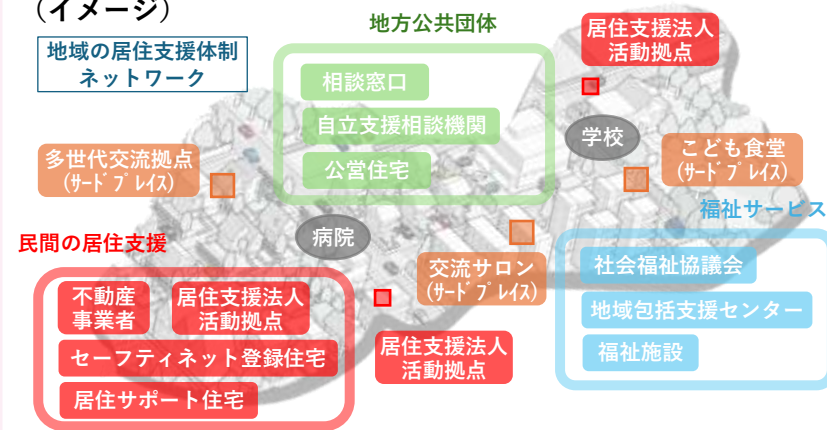 （イメージ）
地域の居住支援体制
ネットワーク
地方公共団体
相談窓口
自立支援相談機関
公営住宅
居住支援法人
活動拠点
学校
こども食堂
(ｻｰﾄﾞﾌﾟﾚｲｽ)
多世代交流拠点
(ｻｰﾄﾞﾌﾟﾚｲｽ)
福祉サービス
社会福祉協議会
地域包括支援センター
福祉施設
病院
交流サロン
(ｻｰﾄﾞﾌﾟﾚｲｽ)
民間の居住支援
不動産
事業者
居住支援法人
活動拠点
セーフティネット登録住宅
居住サポート住宅
居住支援法人
活動拠点